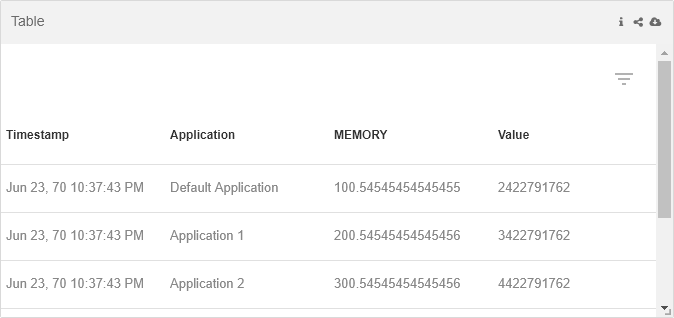 Table
Timestamp Application MEMORY Value
Jun 23, 70 10:37:43 PM Default Application 100.54545454545455 2422791762
Jun 23, 70 10:37:43 PM Application 1 200.54545454545456 3422791762
Jun 23, 70 10:37:43 PM Application 2 300.545454545456 4422791762